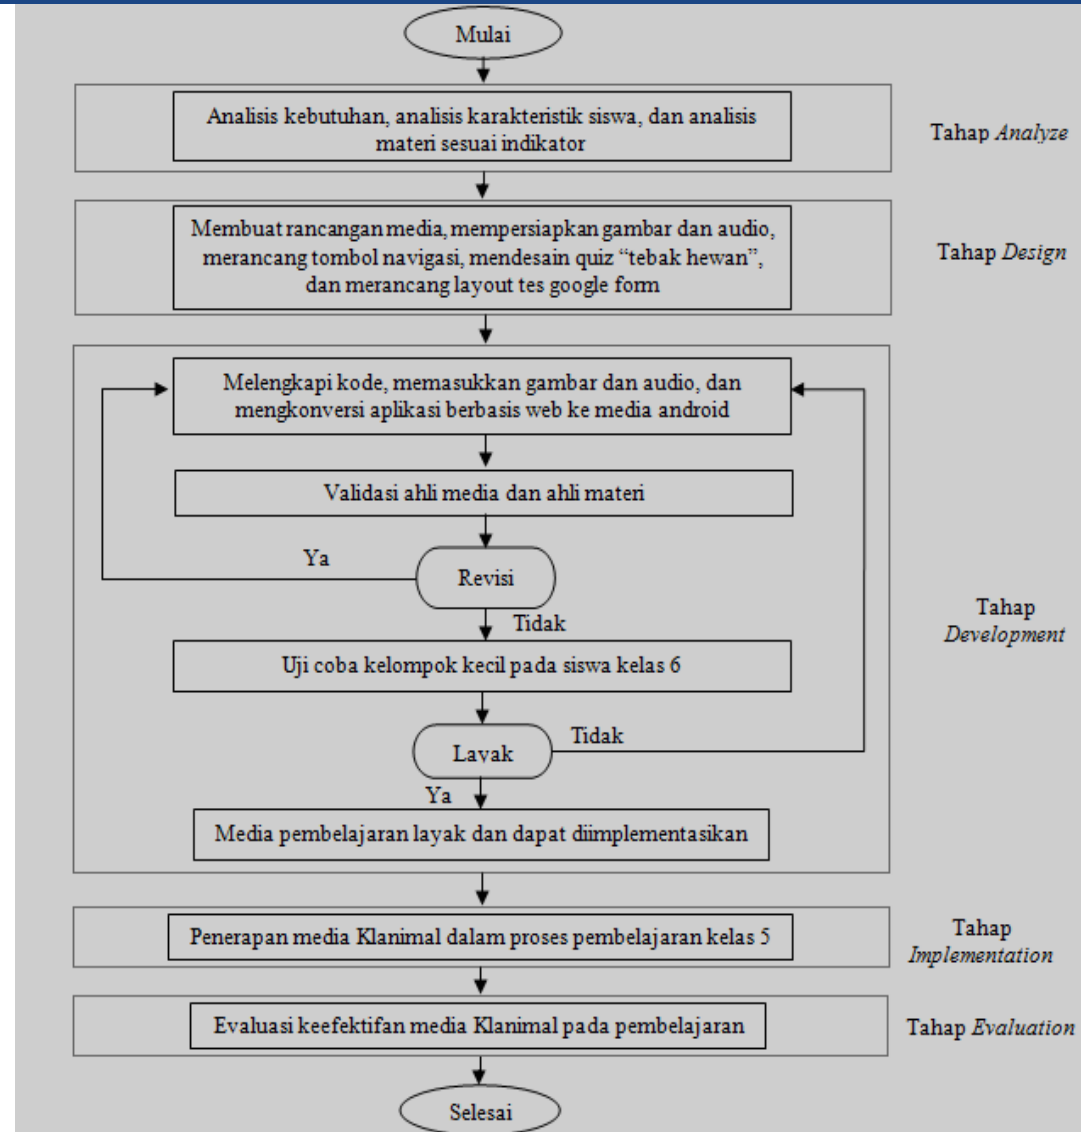 Mulai
Analisis kebutuhan, analisis karakteristik siswa, dan analisis
materi sesuai indikator
Tahap Analyze
Membuat rancangan media, mempersiapkan gambar dan audio,
merancang tombol navigasi, mendesain quiz “tebak hewan”,
dan merancang layout tes google form
Tahap Design
Melengkapi kode, memasukkan gambar dan audio, dan
mengkonversi aplikasi berbasis web ke media android
Validasi ahli media dan ahli materi
Ya
Revisi
Tidak
Uji coba kelompok kecil pada siswa kelas 6
Tahap
Development
Layak
Tidak
Ya
Media pembelajaran layak dan dapat diimplementasikan
Penerapan media Klanimal dalam proses pembelajaran kelas 5
Tahap
Implementation
Evaluasi keefektifan media Klanimal pada pembelajaran
Tahap Evaluation
Selesai